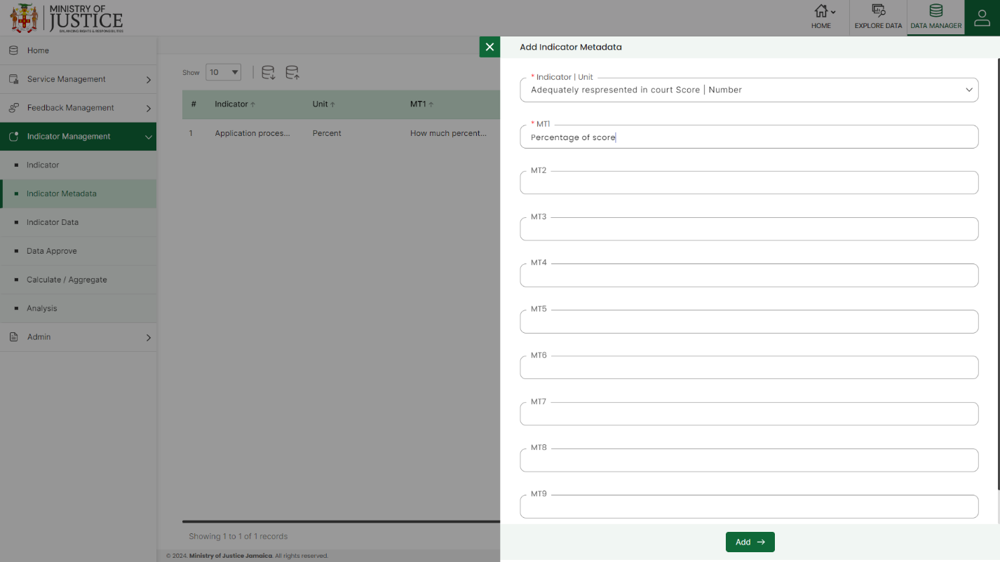 MINISTRY OF
JUSTICE
BALANCING RIGHTS & RESPONSIBILITIES
HOME
EXPLORE DATA
DATA MANAGER
Home
Service Management
Feedback Management
Indicator Management
Indicator
Indicator Metadata
Indicator Data
Data Approve
Calculate / Aggregate
Analysis
Admin
Show 10
# Indicator Unit MT1
1 Application proces... Percent How much percent...
Showing 1 to 1 of 1 records
© 2024. Ministry of Justice Jamaica. All rights reserved.
Add Indicator Metadata
* Indicator | Unit
Adequately respresented in court Score | Number
* MT1
Percentage of score
MT2
MT3
MT4
MT5
MT6
MT7
MT8
MT9
Add